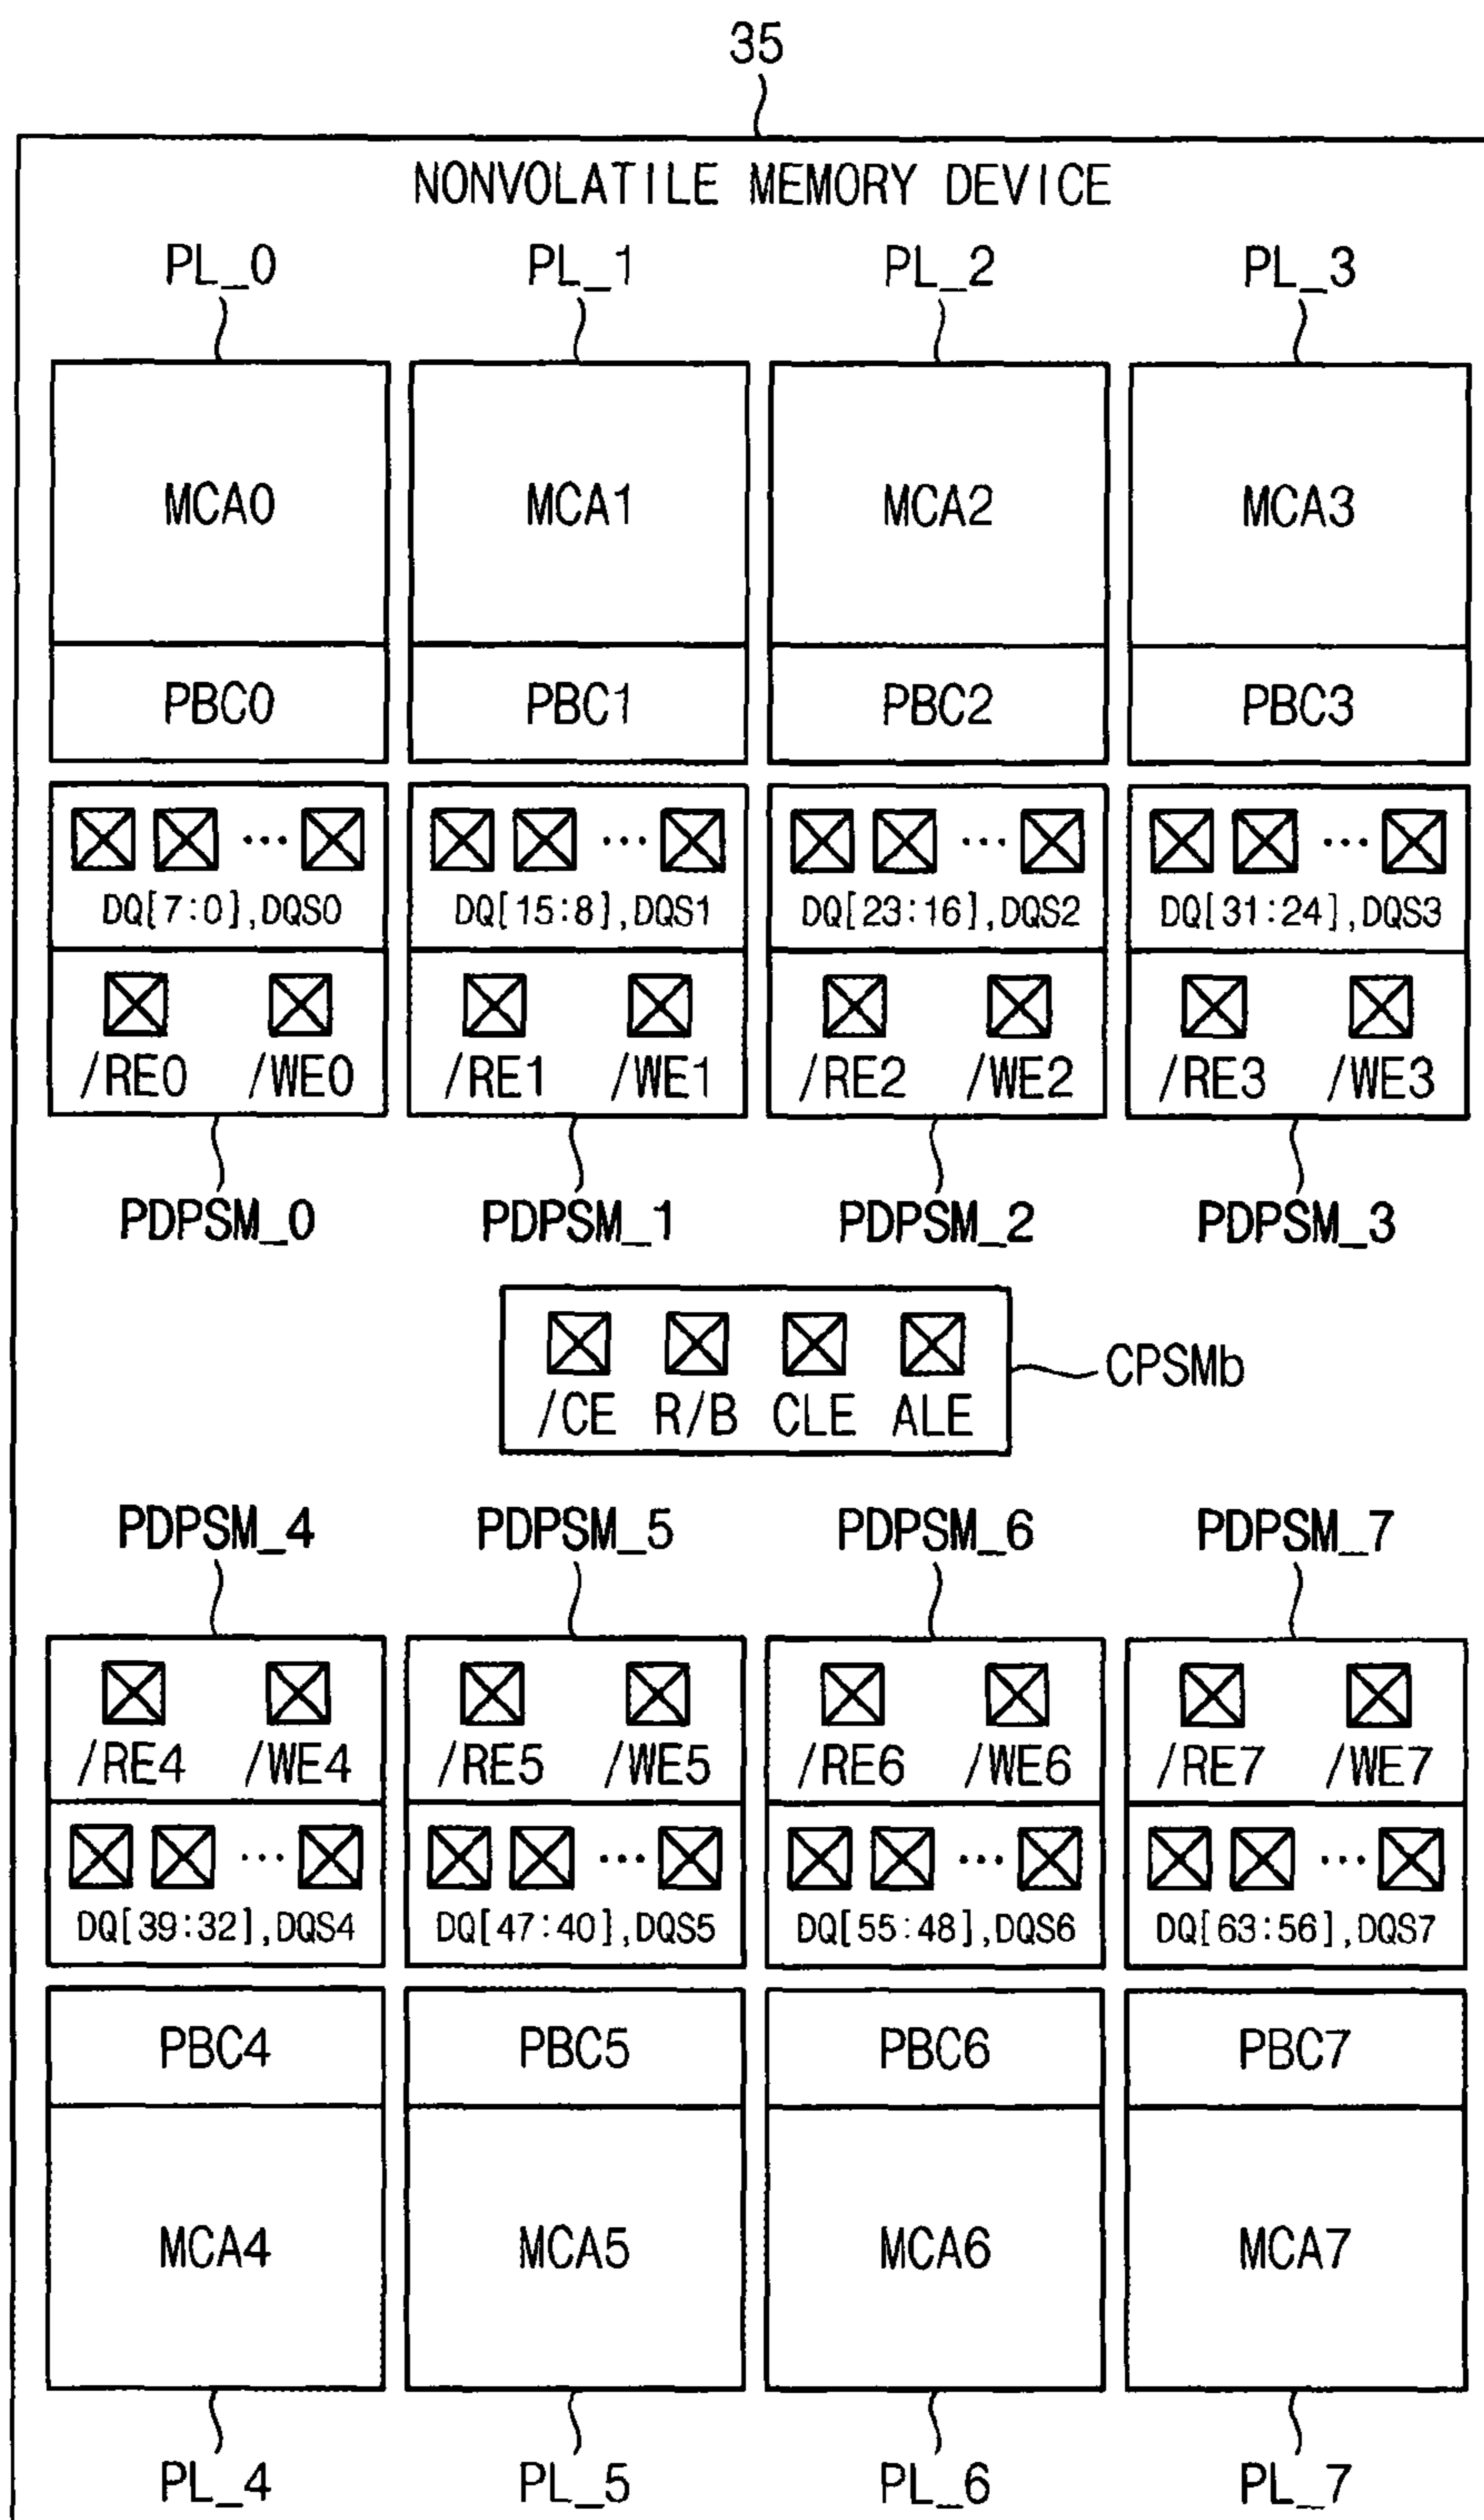 35
NONVOLATILE MEMORY DEVICE
PL_0 PL_1 PL_2 PL_3
MCA0 MCA1 MCA2 MCA3
PBC0 PBC1 PBC2 PBC3
DQ[7:0],DQS0 DQ[15:8],DQS1 DQ[23:16],DQS2 DQ[31:24],DQS3
/RE0 /WE0 /RE1 /WE1 /RE2 /WE2 /RE3 /WE3
PDPSM_0 PDPSM_1 PDPSM_2 PDPSM_3
/CE R/B CLE ALE
CPSMb
PDPSM_4 PDPSM_5 PDPSM_6 PDPSM_7
/RE4 /WE4 /RE5 /WE5 /RE6 /WE6 /RE7 /WE7
DQ[39:32],DQS4 DQ[47:40],DQS5 DQ[55:48],DQS6 DQ[63:56],DQS7
PBC4 PBC5 PBC6 PBC7
MCA4 MCA5 MCA6 MCA7
PL_4 PL_5 PL_6 PL_7